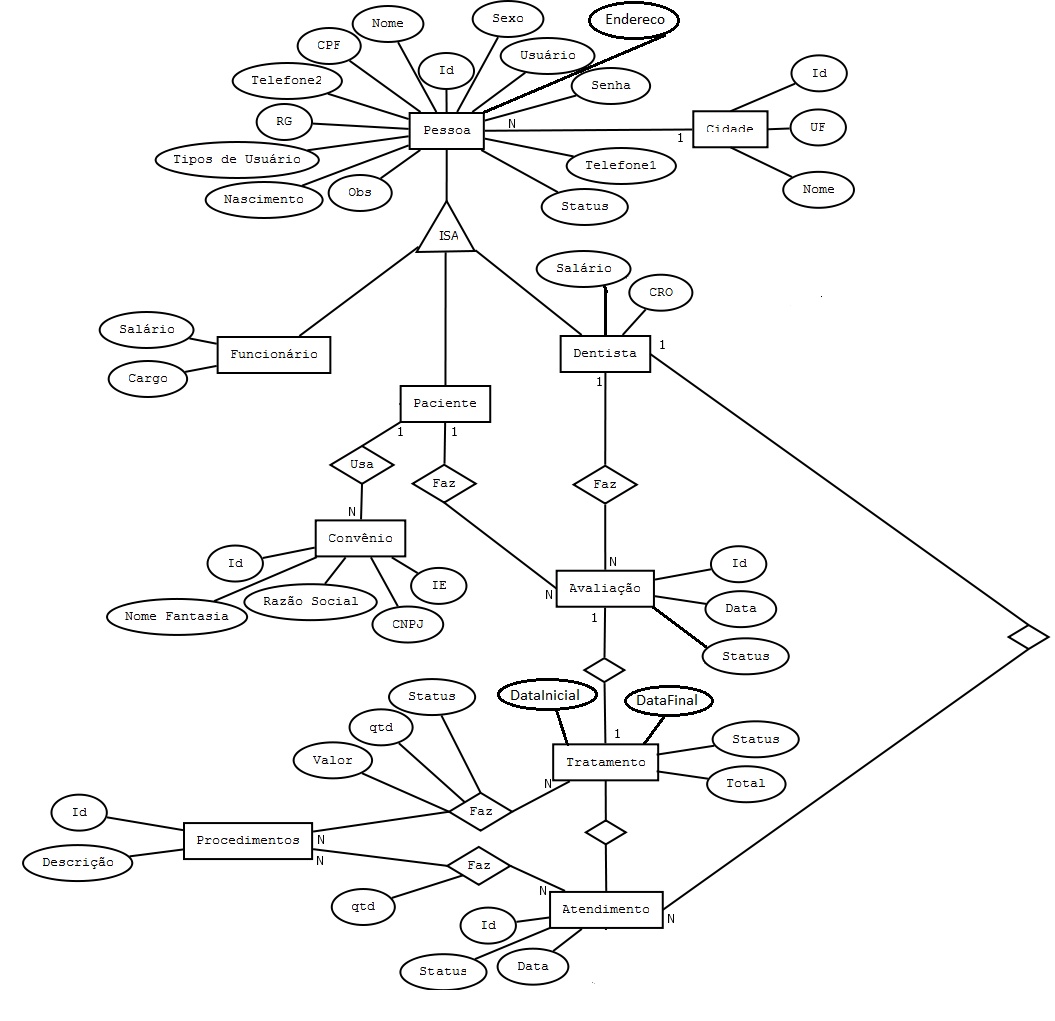 Nome
Sexo
Endereco
CPF
Usuário
Id
Id
Telefone2
Senha
RG
Pessoa
N
Cidade
UF
1
Tipos de Usuário
Telefone1
Nascimento
Obs
Status
Nome
ISA
Salário
CRO
Salário
Funcionário
Dentista
1
Cargo
1
Paciente
1
1
Usa
Faz
Faz
N
Convênio
N
Id
Id
IE
Avaliação
N
Nome Fantasia
Razão Social
Data
CNPJ
1
Status
Status
DataInicial
DataFinal
qtd
1
Status
Valor
Tratamento
N
Total
Id
Faz
Procedimentos
N
N
Descrição
Faz
N
qtd
Atendimento
N
Id
Status
Data